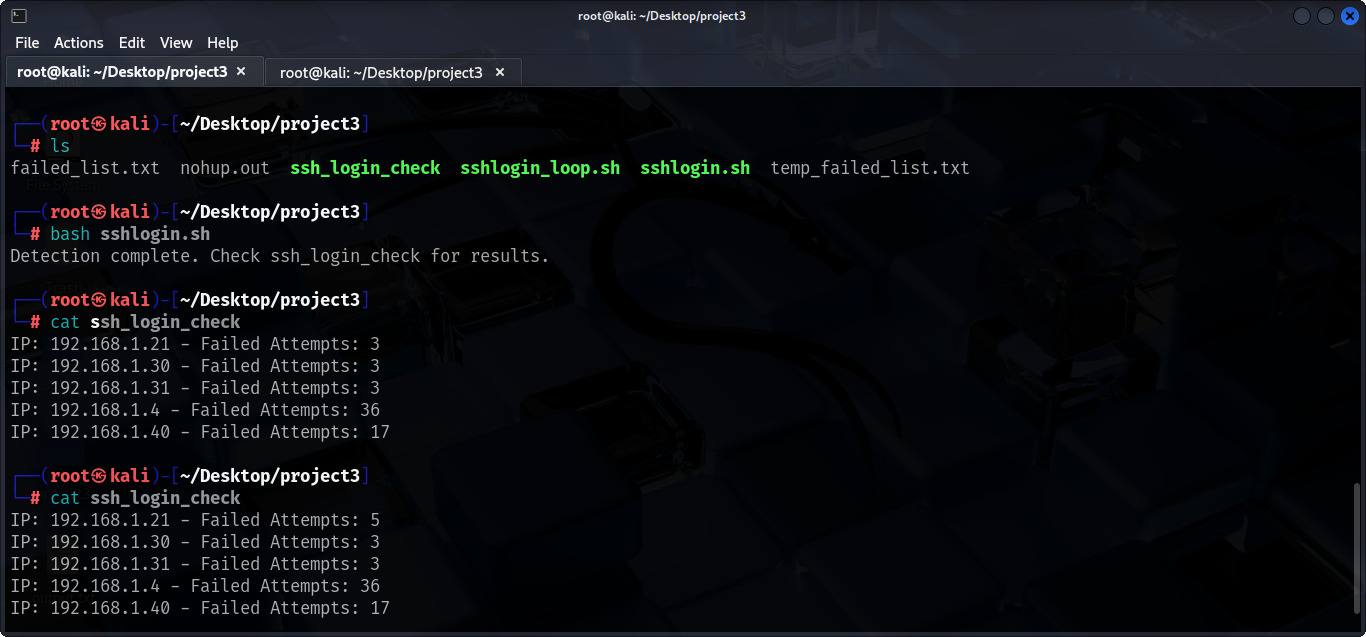 root@kali: ~/Desktop/project3
File Actions Edit View Help
root@kali: ~/Desktop/project3 × root@kali: ~/Desktop/project3 ×
┌──(root㉿kali)-[~/Desktop/project3]
└─# ls
failed_list.txt nohup.out ssh_login_check sshlogin_loop.sh sshlogin.sh temp_failed_list.txt
┌──(root㉿kali)-[~/Desktop/project3]
└─# bash sshlogin.sh
Detection complete. Check ssh_login_check for results.
┌──(root㉿kali)-[~/Desktop/project3]
└─# cat ssh_login_check
IP: 192.168.1.21 - Failed Attempts: 3
IP: 192.168.1.30 - Failed Attempts: 3
IP: 192.168.1.31 - Failed Attempts: 3
IP: 192.168.1.4 - Failed Attempts: 36
IP: 192.168.1.40 - Failed Attempts: 17
┌──(root㉿kali)-[~/Desktop/project3]
└─# cat ssh_login_check
IP: 192.168.1.21 - Failed Attempts: 5
IP: 192.168.1.30 - Failed Attempts: 3
IP: 192.168.1.31 - Failed Attempts: 3
IP: 192.168.1.4 - Failed Attempts: 36
IP: 192.168.1.40 - Failed Attempts: 17